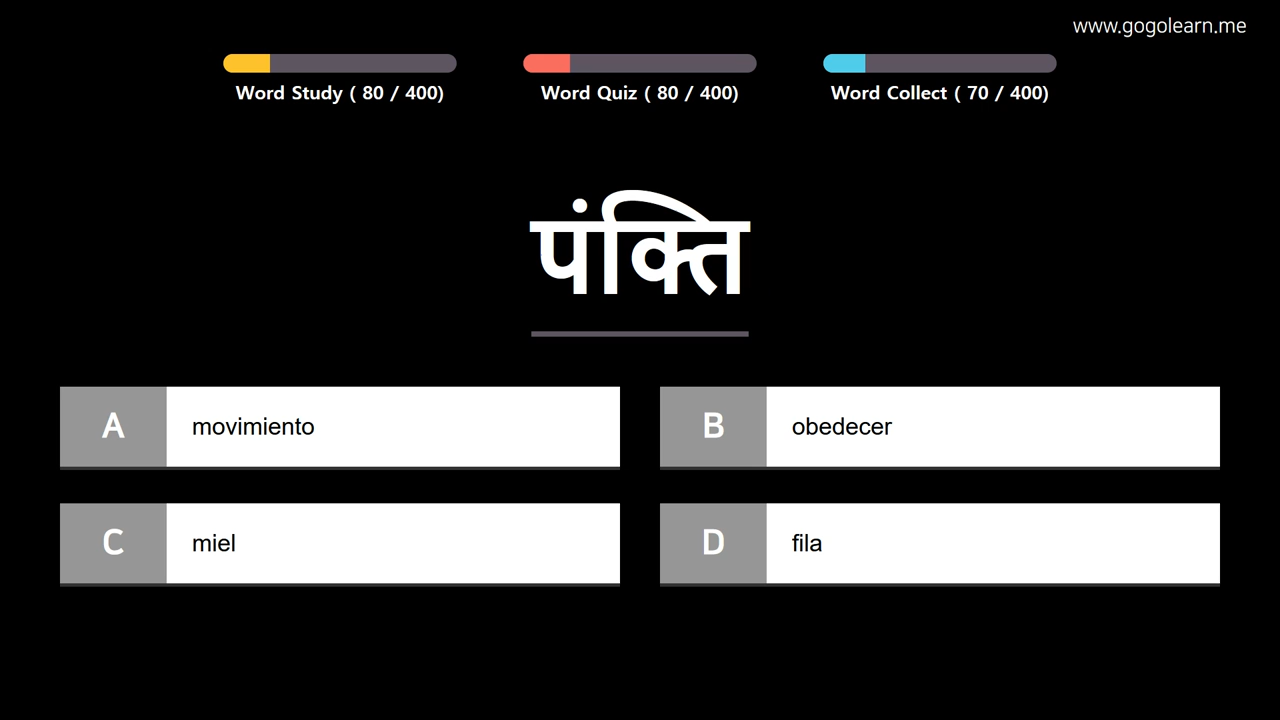 www.gogolearn.me
Word Study ( 80 / 400)
Word Quiz ( 80 / 400)
Word Collect ( 70 / 400)
पंक्ति
A movimiento
B obedecer
C miel
D fila